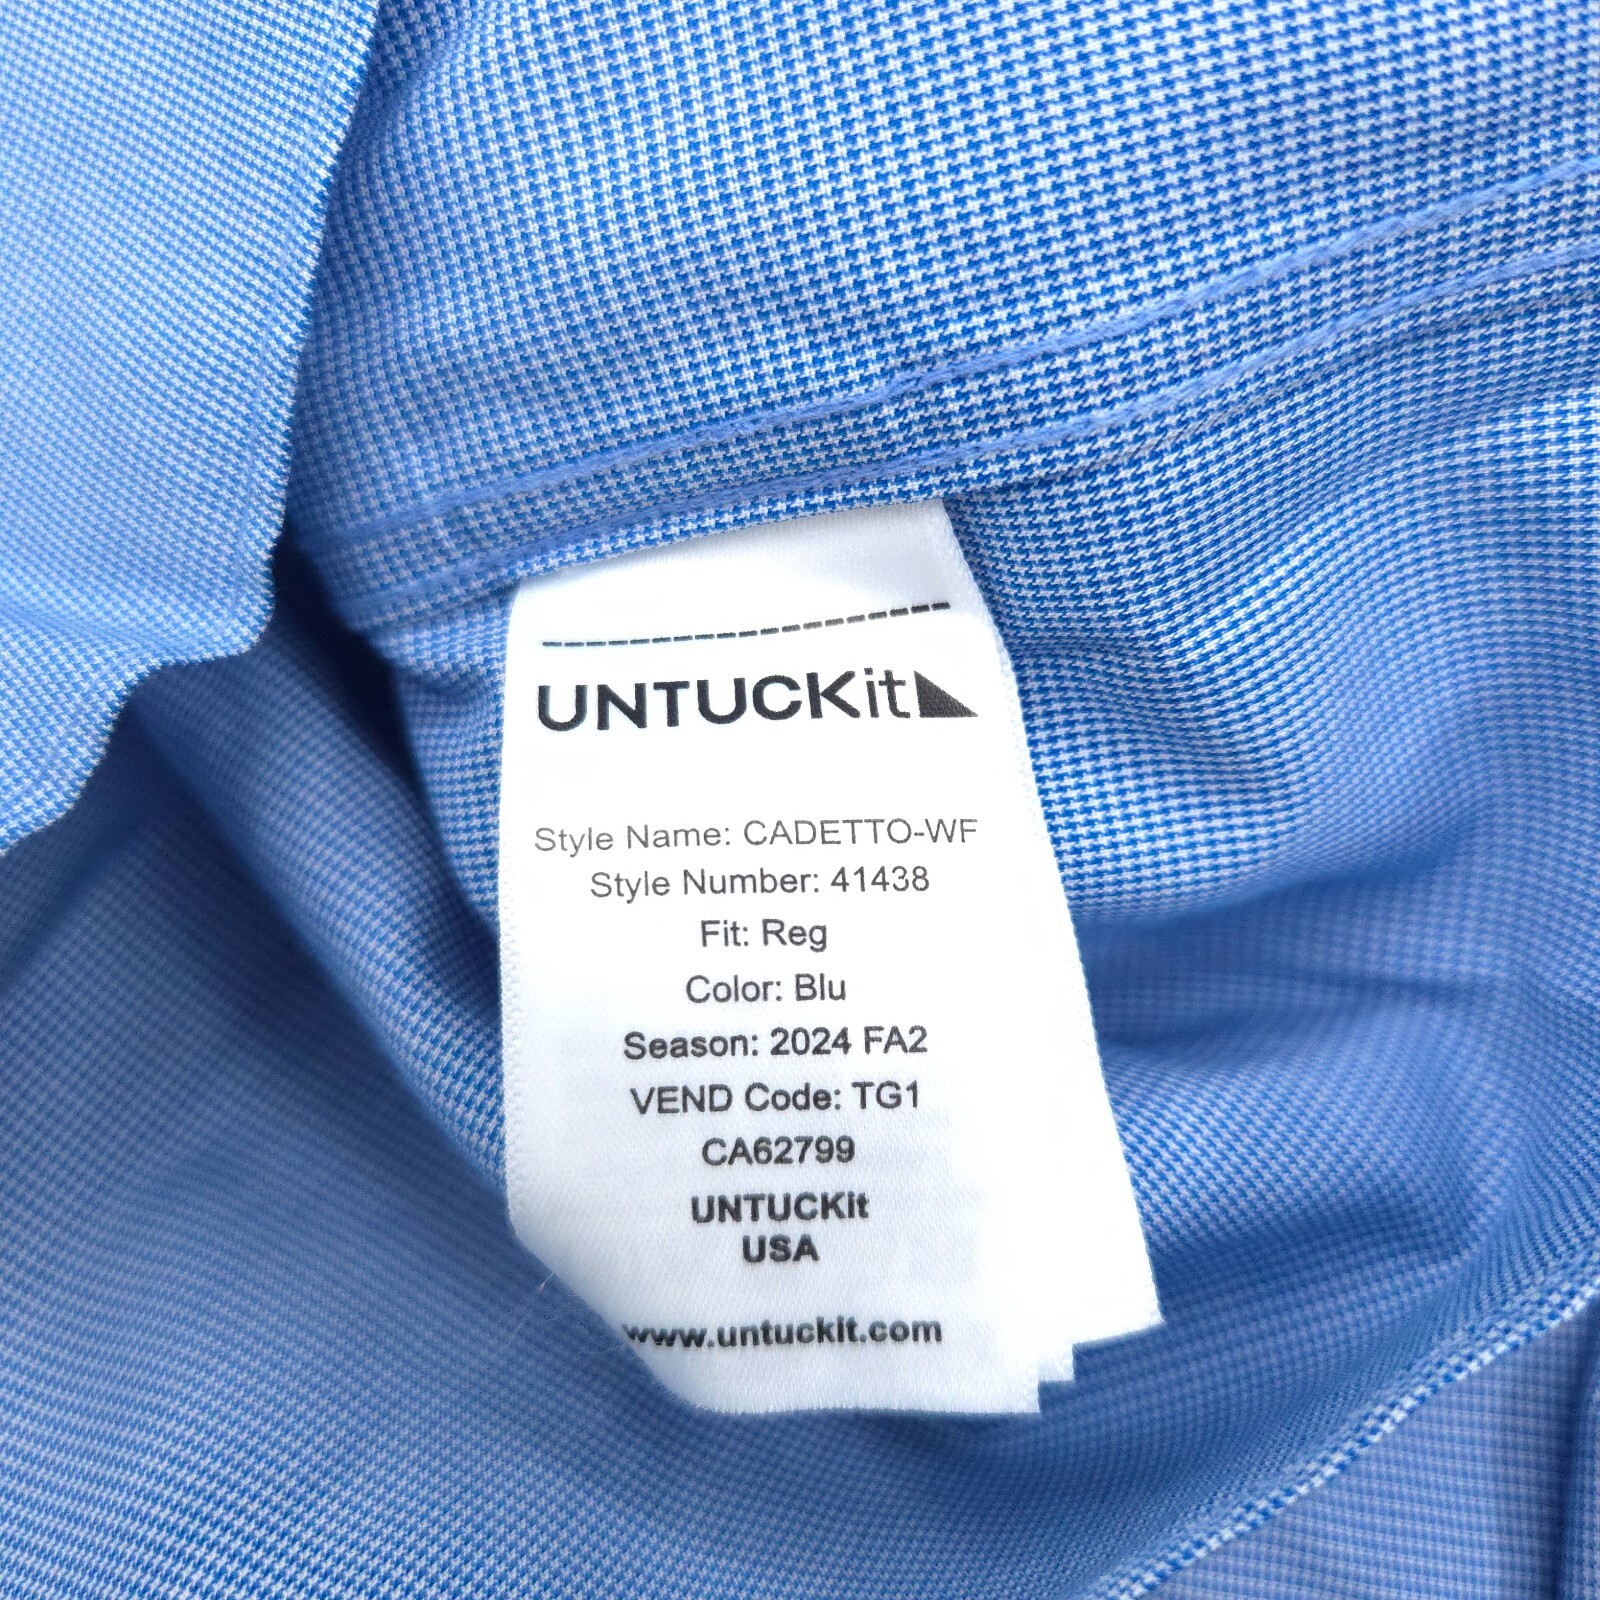 UNTUCKit
Style Name: CADETTO-WF
Style Number: 41438
Fit: Reg
Color: Blu
Season: 2024 FA2
VEND Code: TG1
CA62799
UNTUCKit
USA
www.untuckit.com